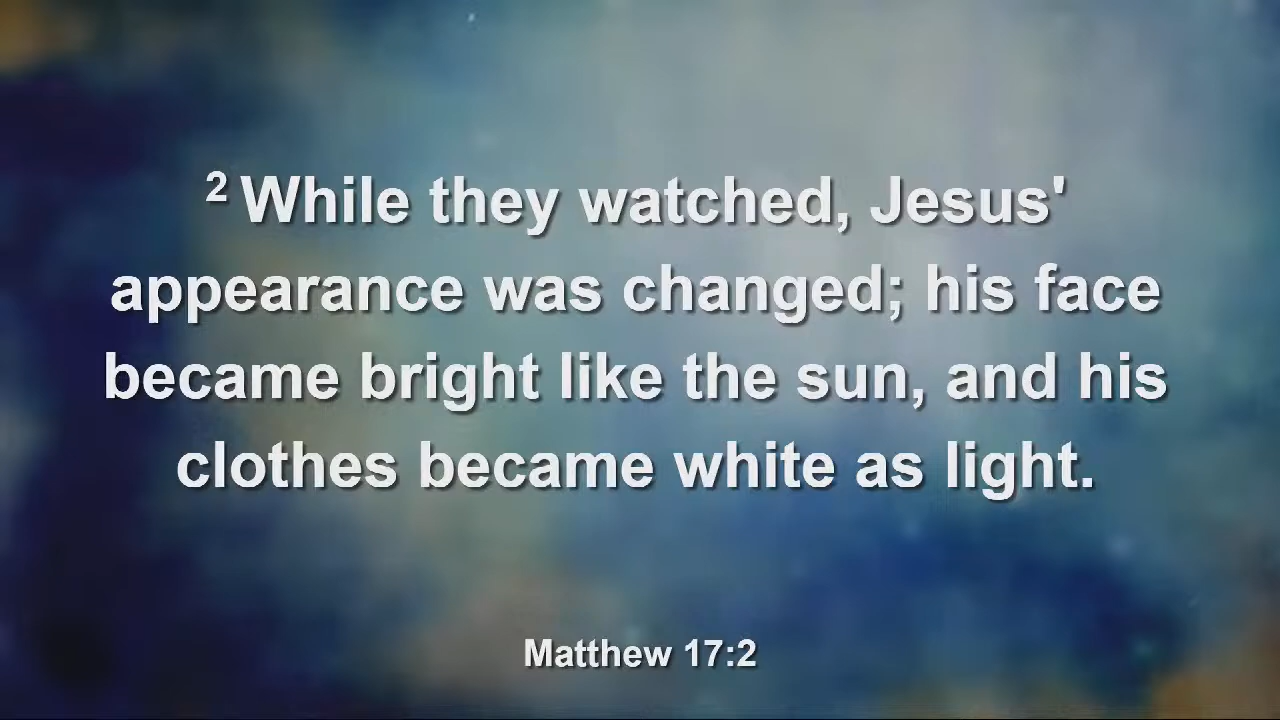 2 While they watched, Jesus'
appearance was changed; his face
became bright like the sun, and his
clothes became white as light.
Matthew 17:2